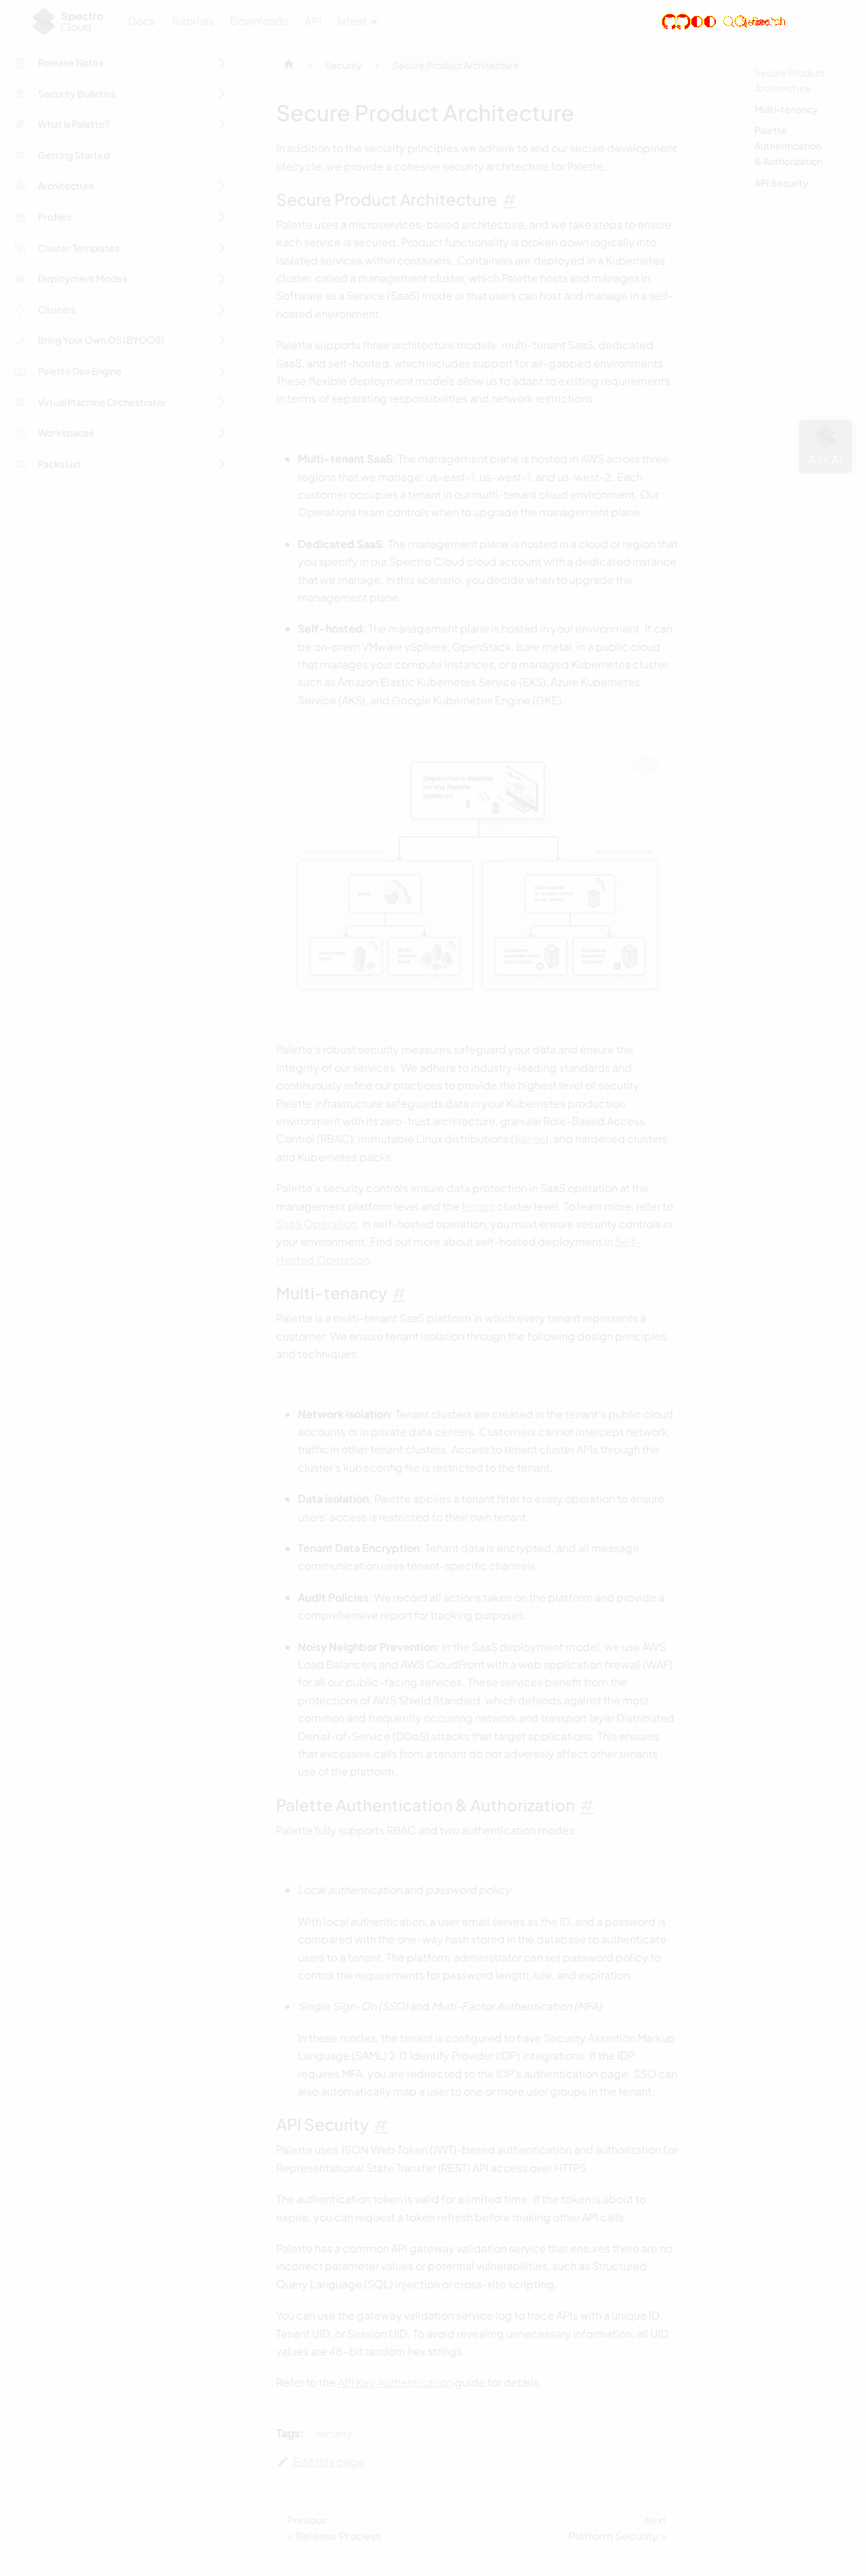 Spectro
Cloud
Docs
Tutorials
Downloads
API
latest
Release Notes
Security Bulletins
What is Palette?
Getting Started
Architecture
Profiles
Cluster Templates
Deployment Modes
Clusters
Bring Your Own OS (BYOOS)
Palette Dev Engine
Virtual Machine Orchestrator
Workspaces
Packs List
Security
Secure Product Architecture
Secure Product Architecture
In addition to the security principles we adhere to and our secure development
lifecycle, we provide a cohesive security architecture for Palette.
Secure Product Architecture #
Palette uses a microservices-based architecture, and we take steps to ensure
each service is secured. Product functionality is broken down logically into
isolated services within containers. Containers are deployed in a Kubernetes
cluster, called a management cluster, which Palette hosts and manages in
Software as a Service (SaaS) mode or that users can host and manage in a self-
hosted environment.
Palette supports three architecture models: multi-tenant SaaS, dedicated
SaaS, and self-hosted, which includes support for air-gapped environments.
These flexible deployment models allow us to adapt to existing requirements
in terms of separating responsibilities and network restrictions.
• Multi-tenant SaaS: The management plane is hosted in AWS across three
regions that we manage: us-east-1, us-west-1, and us-west-2. Each
customer occupies a tenant in our multi-tenant cloud environment. Our
Operations team controls when to upgrade the management plane.
• Dedicated SaaS: The management plane is hosted in a cloud or region that
you specify in our Spectro Cloud cloud account with a dedicated instance
that we manage. In this scenario, you decide when to upgrade the
management plane.
• Self-hosted: The management plane is hosted in your environment. It can
be on-prem VMware vSphere, OpenStack, bare metal, in a public cloud
that manages your compute instances, or a managed Kubernetes cluster
such as Amazon Elastic Kubernetes Service (EKS), Azure Kubernetes
Service (AKS), and Google Kubernetes Engine (GKE).
Deployment models
for the Palette
platform
Palette's robust security measures safeguard your data and ensure the
integrity of our services. We adhere to industry-leading standards and
continuously refine our practices to provide the highest level of security.
Palette infrastructure safeguards data in your Kubernetes production
environment with its zero-trust architecture, granular Role-Based Access
Control (RBAC), immutable Linux distributions (Kairos), and hardened clusters
and Kubernetes packs.
Palette's security controls ensure data protection in SaaS operation at the
management platform level and the tenant cluster level. To learn more, refer to
SaaS Operation. In self-hosted operation, you must ensure security controls in
your environment. Find out more about self-hosted deployment in Self-
Hosted Operation.
Multi-tenancy #
Palette is a multi-tenant SaaS platform in which every tenant represents a
customer. We ensure tenant isolation through the following design principles
and techniques:
• Network isolation: Tenant clusters are created in the tenant's public cloud
accounts or in private data centers. Customers cannot intercept network
traffic in other tenant clusters. Access to tenant cluster APIs through the
cluster's kubeconfig file is restricted to the tenant.
• Data isolation: Palette applies a tenant filter to every operation to ensure
users' access is restricted to their own tenant.
• Tenant Data Encryption: Tenant data is encrypted, and all message
communication uses tenant-specific channels.
• Audit Policies: We record all actions taken on the platform and provide a
comprehensive report for tracking purposes.
• Noisy Neighbor Prevention: In the SaaS deployment model, we use AWS
Load Balancers and AWS CloudFront with a web application firewall (WAF)
for all our public-facing services. These services benefit from the
protections of AWS Shield Standard, which defends against the most
common and frequently occurring network and transport layer Distributed
Denial-of-Service (DDoS) attacks that target applications. This ensures
that excessive calls from a tenant do not adversely affect other tenants'
use of the platform.
Palette Authentication & Authorization #
Palette fully supports RBAC and two authentication modes:
• Local authentication and password policy
With local authentication, a user email serves as the ID, and a password is
compared with the one-way hash stored in the database to authenticate
users to a tenant. The platform administrator can set password policy to
control the requirements for password length, rule, and expiration.
• Single Sign-On (SSO) and Multi-Factor Authentication (MFA)
In these modes, the tenant is configured to have Security Assertion Markup
Language (SAML) 2.0 Identify Provider (IDP) integrations. If the IDP
requires MFA, you are redirected to the IDP's authentication page. SSO can
also automatically map a user to one or more user groups in the tenant.
API Security #
Palette uses JSON Web Token (JWT)-based authentication and authorization for
Representational State Transfer (REST) API access over HTTPS.
The authentication token is valid for a limited time. If the token is about to
expire, you can request a token refresh before making other API calls.
Palette has a common API gateway validation service that ensures there are no
incorrect parameter values or potential vulnerabilities, such as Structured
Query Language (SQL) injection or cross-site scripting.
You can use the gateway validation service log to trace APIs with a unique ID,
Tenant UID, or Session UID. To avoid revealing unnecessary information, all UID
values are 48-bit random hex strings.
Refer to the API Key Authentication guide for details.
Tags:
security
Edit this page
Previous
« Release Process
Next
Platform Security »
Secure Product
Architecture
Multi-tenancy
Palette
Authentication
& Authorization
API Security
Ask AI